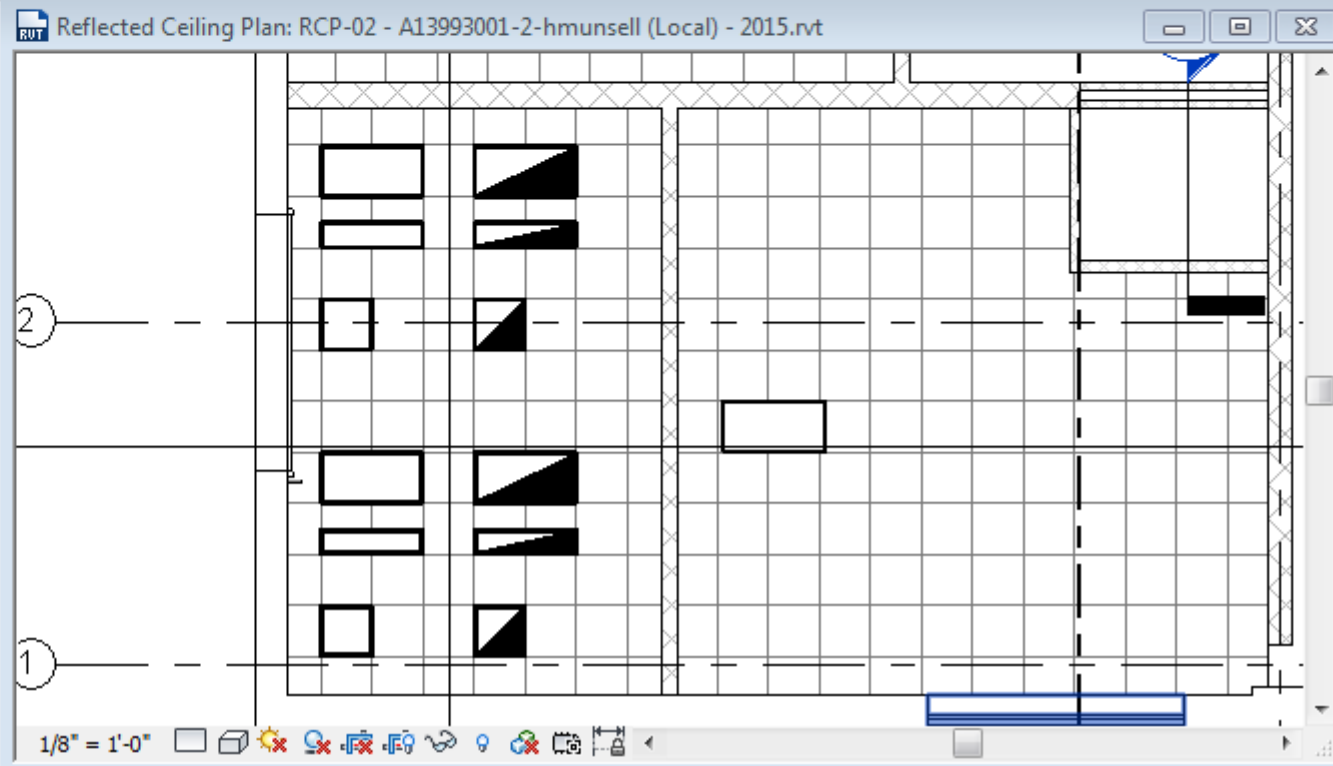 RVT Reflected Ceiling Plan: RCP-02 - A13993001-2-hmunsell (Local) - 2015.rvt
2
1
1/8" = 1'-0"